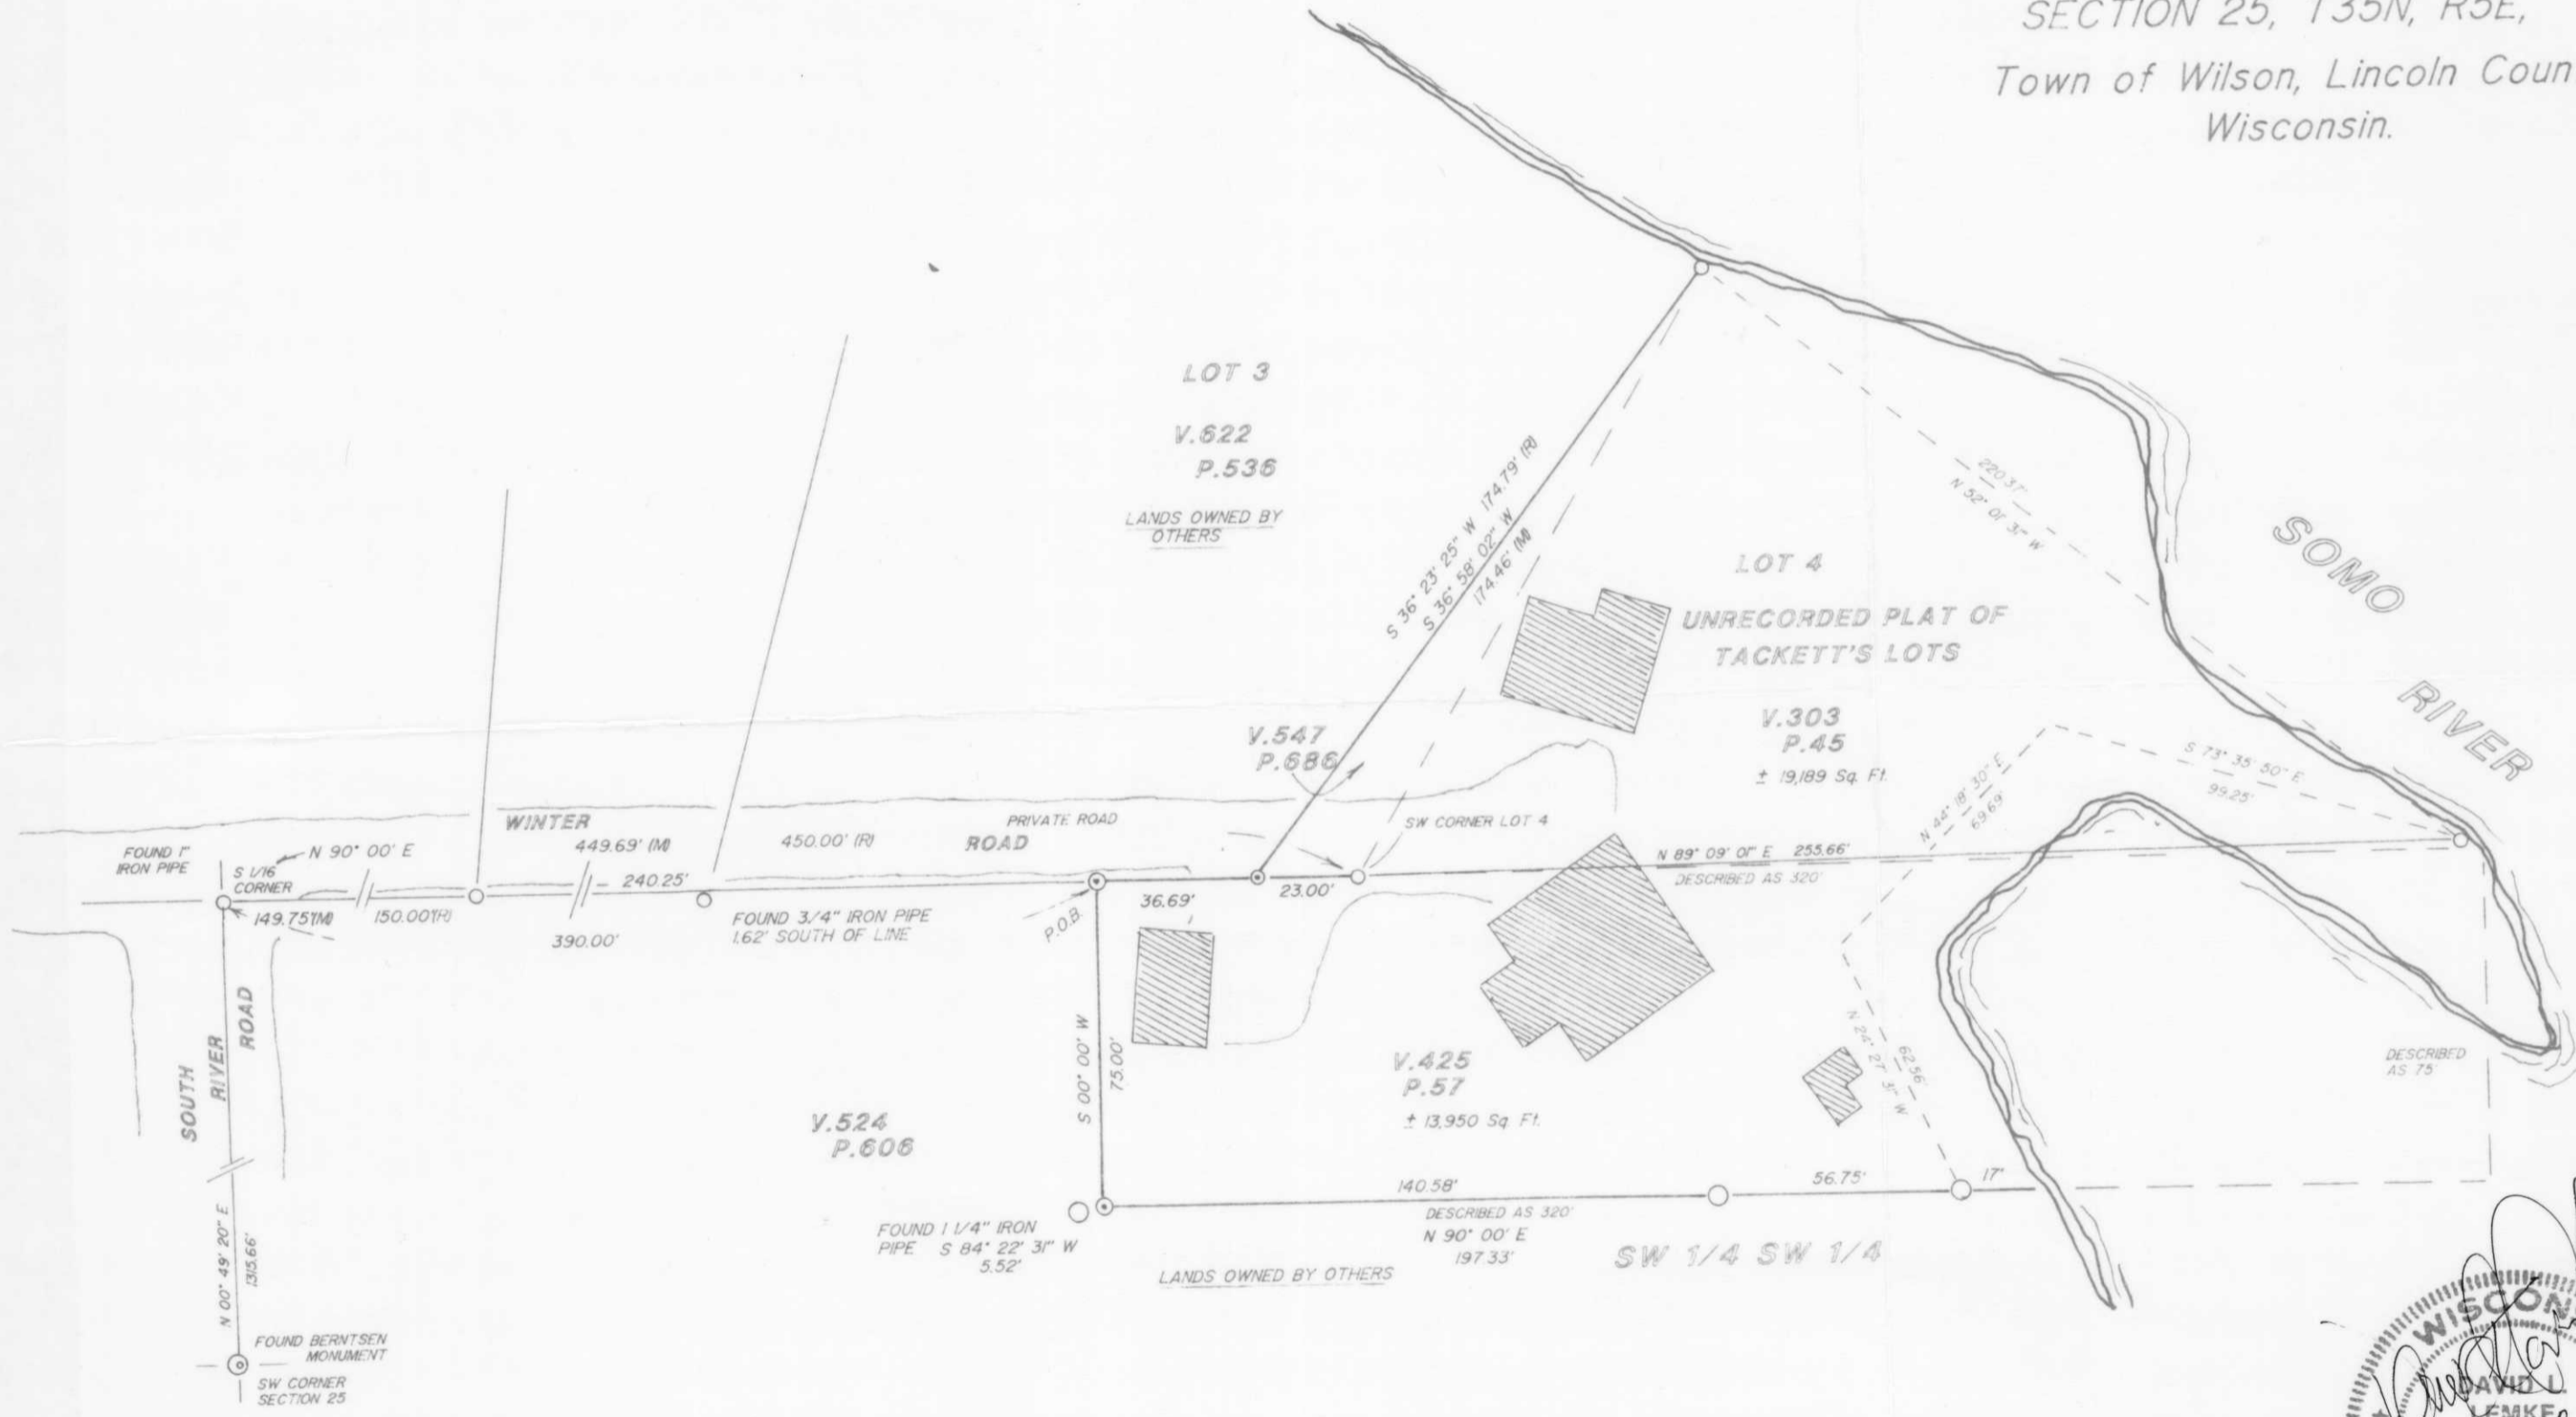 SECTION 25, T35N, R5E,
Town of Wilson, Lincoln Coun
Wisconsin.
LOT 3
V.622
P.536
LANDS OWNED BY
OTHERS
S 36° 23' 25" W 174.79' (R)
S 36° 58' 02" W
174.46' (M)
220.37'
N 52° 01' 31" W
SOMO
RIVER
LOT 4
UNRECORDED PLAT OF
TACKETT'S LOTS
V.303
P.45
± 19,189 Sq. Ft.
V.547
P.686
N 44° 18' 30" E
69.69'
S 73° 35' 50" E
99.25'
WINTER
ROAD
PRIVATE ROAD
SW CORNER LOT 4
FOUND 1"
IRON PIPE
S 1/16
CORNER
N 90° 00' E
449.69' (M)
450.00' (R)
240.25'
149.75'(M)
150.00'(R)
390.00'
FOUND 3/4" IRON PIPE
1.62' SOUTH OF LINE
P.O.B.
36.69'
23.00'
N 89° 09' 01" E 255.66'
DESCRIBED AS 320'
SOUTH
RIVER
ROAD
S 00° 00' 00" W
75.00'
V.425
P.57
± 13,950 Sq. Ft.
N 24° 27' 31" W
62.56'
DESCRIBED
AS 75'
V.524
P.606
140.58'
56.75'
17'
DESCRIBED AS 320'
N 90° 00' E
197.33'
FOUND 1 1/4" IRON
PIPE S 84° 22' 31" W
5.52'
LANDS OWNED BY OTHERS
SW 1/4 SW 1/4
N 00° 49' 20" E
1315.66'
FOUND BERNTSEN
MONUMENT
SW CORNER
SECTION 25
WISCON
DAVID L.
LEMKE